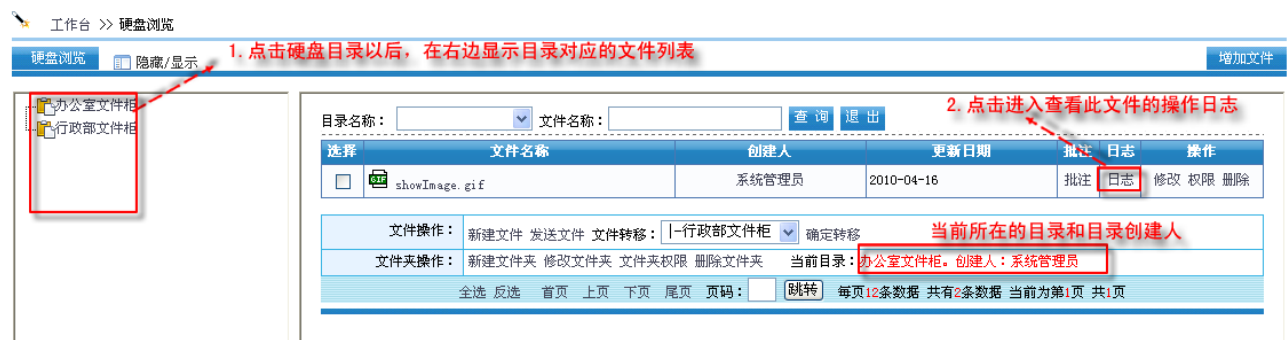 工作台 >> 硬盘浏览
硬盘浏览 隐藏/显示 1. 点击硬盘目录以后，在右边显示目录对应的文件列表 增加文件
办公室文件柜
行政部文件柜
2. 点击进入查看此文件的操作日志
目录名称： 文件名称： 查 询 退 出
选择 文件名称 创建人 更新日期 批注 日志 操作
GIF showImage.gif 系统管理员 2010-04-16 批注 日志 修改 权限 删除
当前所在的目录和目录创建人
文件操作： 新建文件 发送文件 文件转移： |-行政部文件柜 确定转移
文件夹操作： 新建文件夹 修改文件夹 文件夹权限 删除文件夹 当前目录：办公室文件柜。创建人：系统管理员
全选 反选 首页 上页 下页 尾页 页码： 跳转 每页12条数据 共有2条数据 当前为第1页 共1页